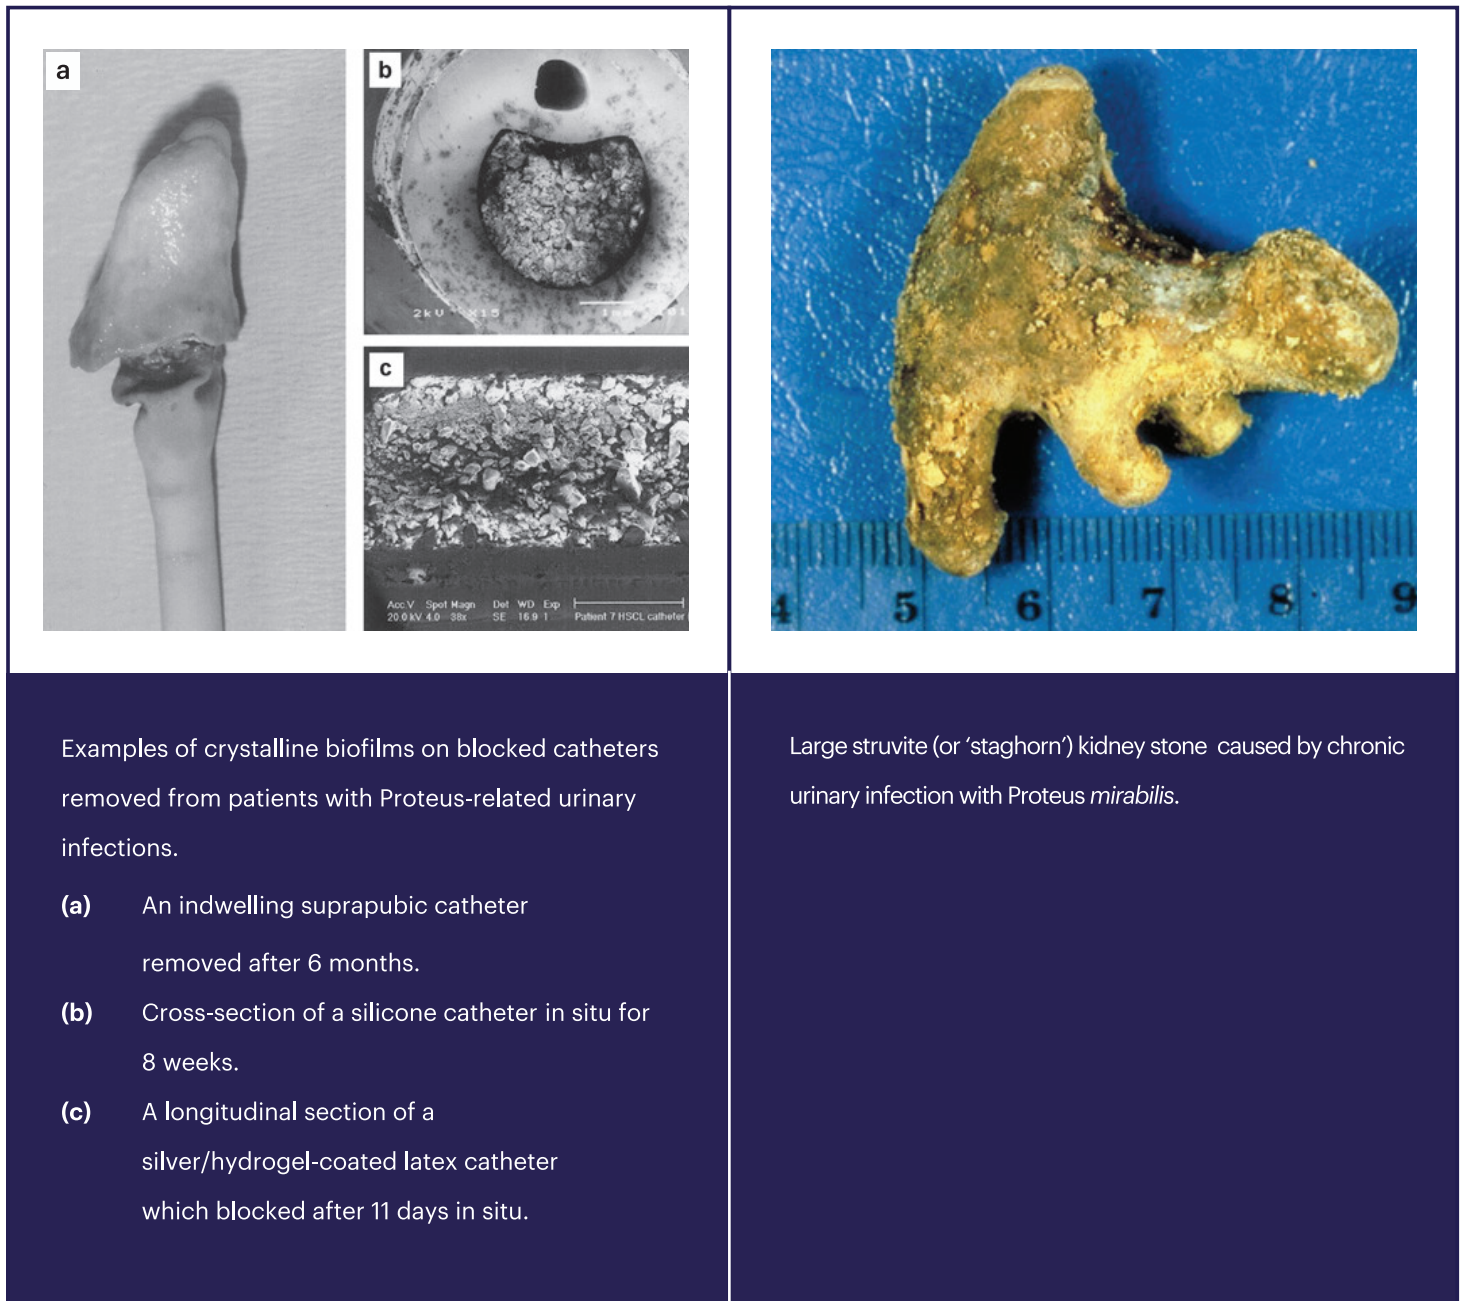 a
b
2kV X15 1mm
c
Acc.V Spot Magn Det WD Exp
20.0 kV 4.0 38x SE 16.9 1 Patient 7 HSCL catheter
4 5 6 7 8 9
Examples of crystalline biofilms on blocked catheters
removed from patients with Proteus-related urinary
infections.
(a) An indwelling suprapubic catheter
removed after 6 months.
(b) Cross-section of a silicone catheter in situ for
8 weeks.
(c) A longitudinal section of a
silver/hydrogel-coated latex catheter
which blocked after 11 days in situ.
Large struvite (or ‘staghorn’) kidney stone caused by chronic
urinary infection with Proteus mirabilis.